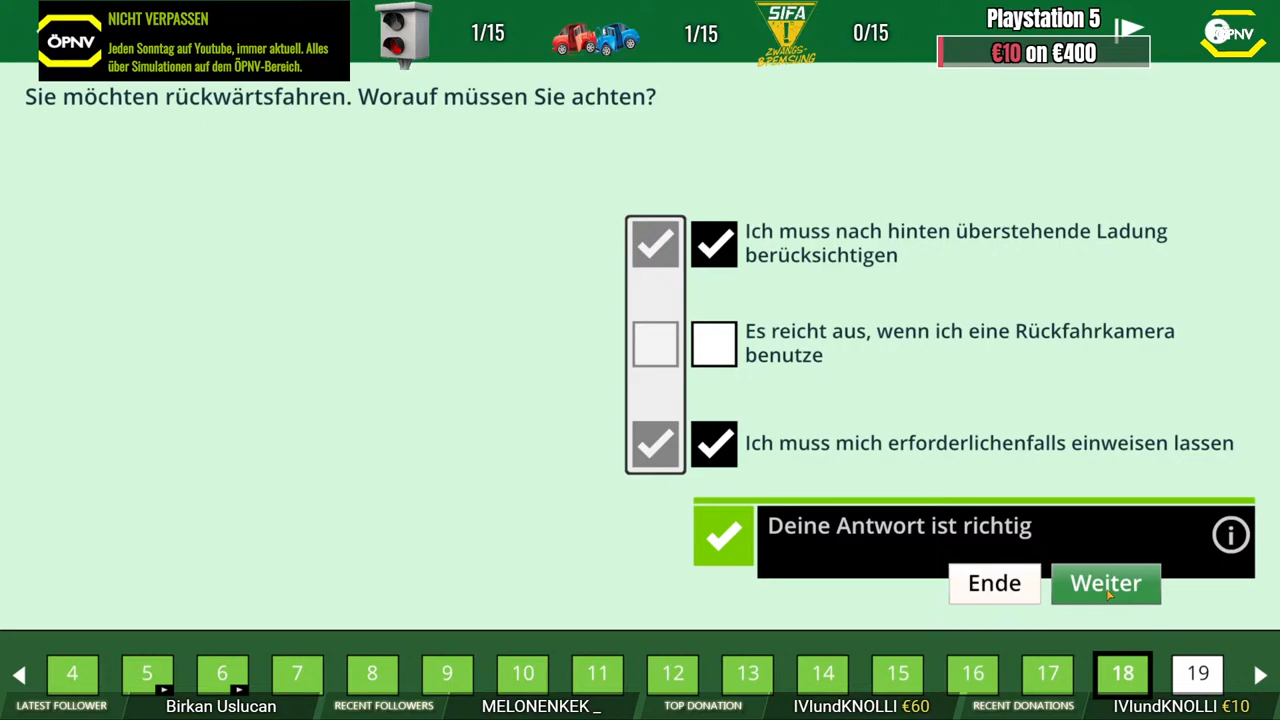 NICHT VERPASSEN
ÖPNV
Jeden Sonntag auf Youtube, immer aktuell. Alles
über Simulationen auf dem ÖPNV-Bereich.
1/15
1/15
SIFA
ZWANGS-
BREMSUNG
0/15
Playstation 5
€10 on €400
ÖPNV
Sie möchten rückwärtsfahren. Worauf müssen Sie achten?
Ich muss nach hinten überstehende Ladung
berücksichtigen
Es reicht aus, wenn ich eine Rückfahrkamera
benutze
Ich muss mich erforderlichenfalls einweisen lassen
Deine Antwort ist richtig
Ende
Weiter
4 5 6 7 8 9 10 11 12 13 14 15 16 17 18 19
LATEST FOLLOWER Birkan Uslucan RECENT FOLLOWERS MELONENKEK_ TOP DONATION IVIundKNOLLI €60 RECENT DONATIONS IVIundKNOLLI €10